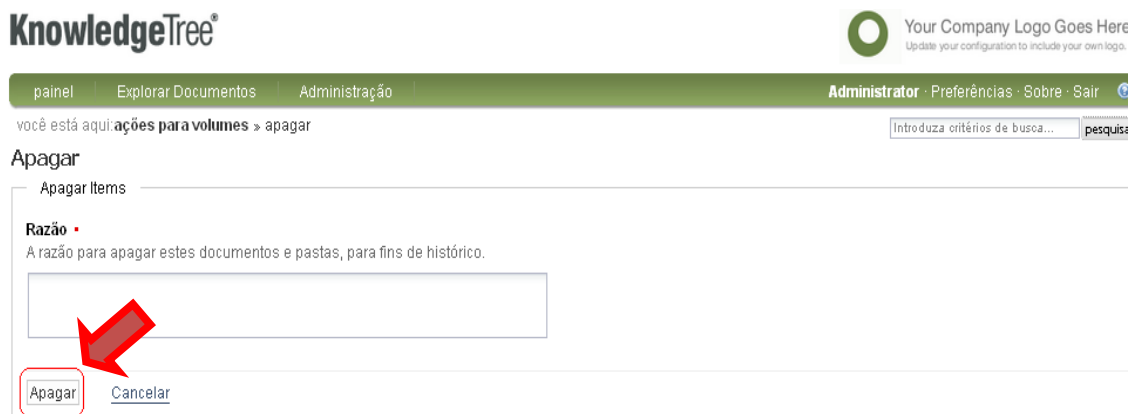 KnowledgeTree®
Your Company Logo Goes Here
Update your configuration to include your own logo.
painel Explorar Documentos Administração Administrator · Preferências · Sobre · Sair ?
você está aqui:ações para volumes » apagar
Introduza critérios de busca... pesquisa
Apagar
Apagar Items
Razão
A razão para apagar estes documentos e pastas, para fins de histórico.
Apagar Cancelar